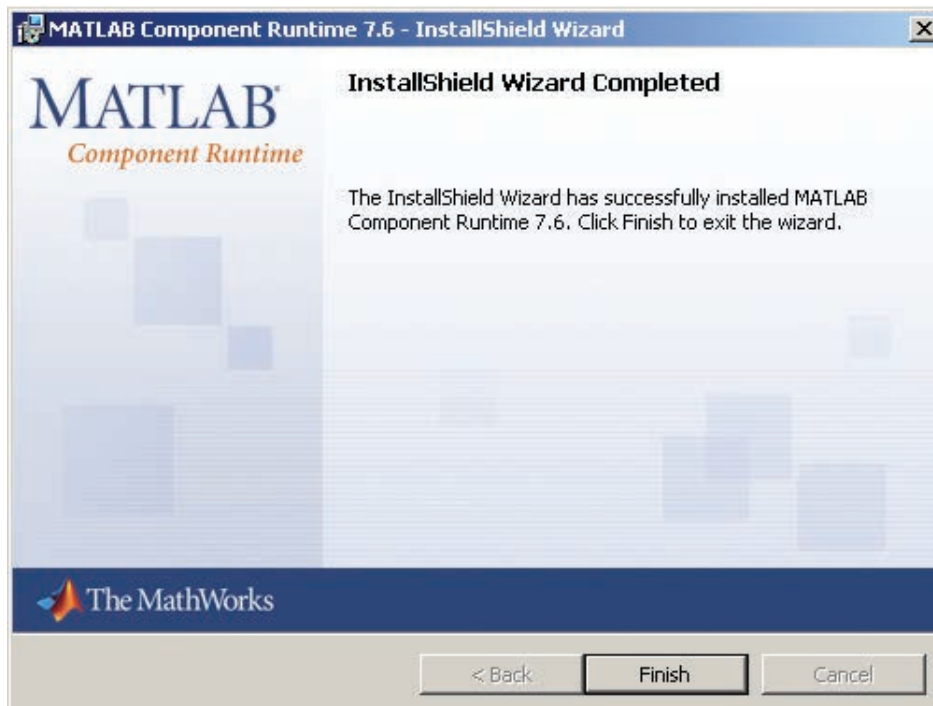 MATLAB Component Runtime 7.6 - InstallShield Wizard
MATLAB®
Component Runtime
InstallShield Wizard Completed
The InstallShield Wizard has successfully installed MATLAB
Component Runtime 7.6. Click Finish to exit the wizard.
The MathWorks
< Back
Finish
Cancel